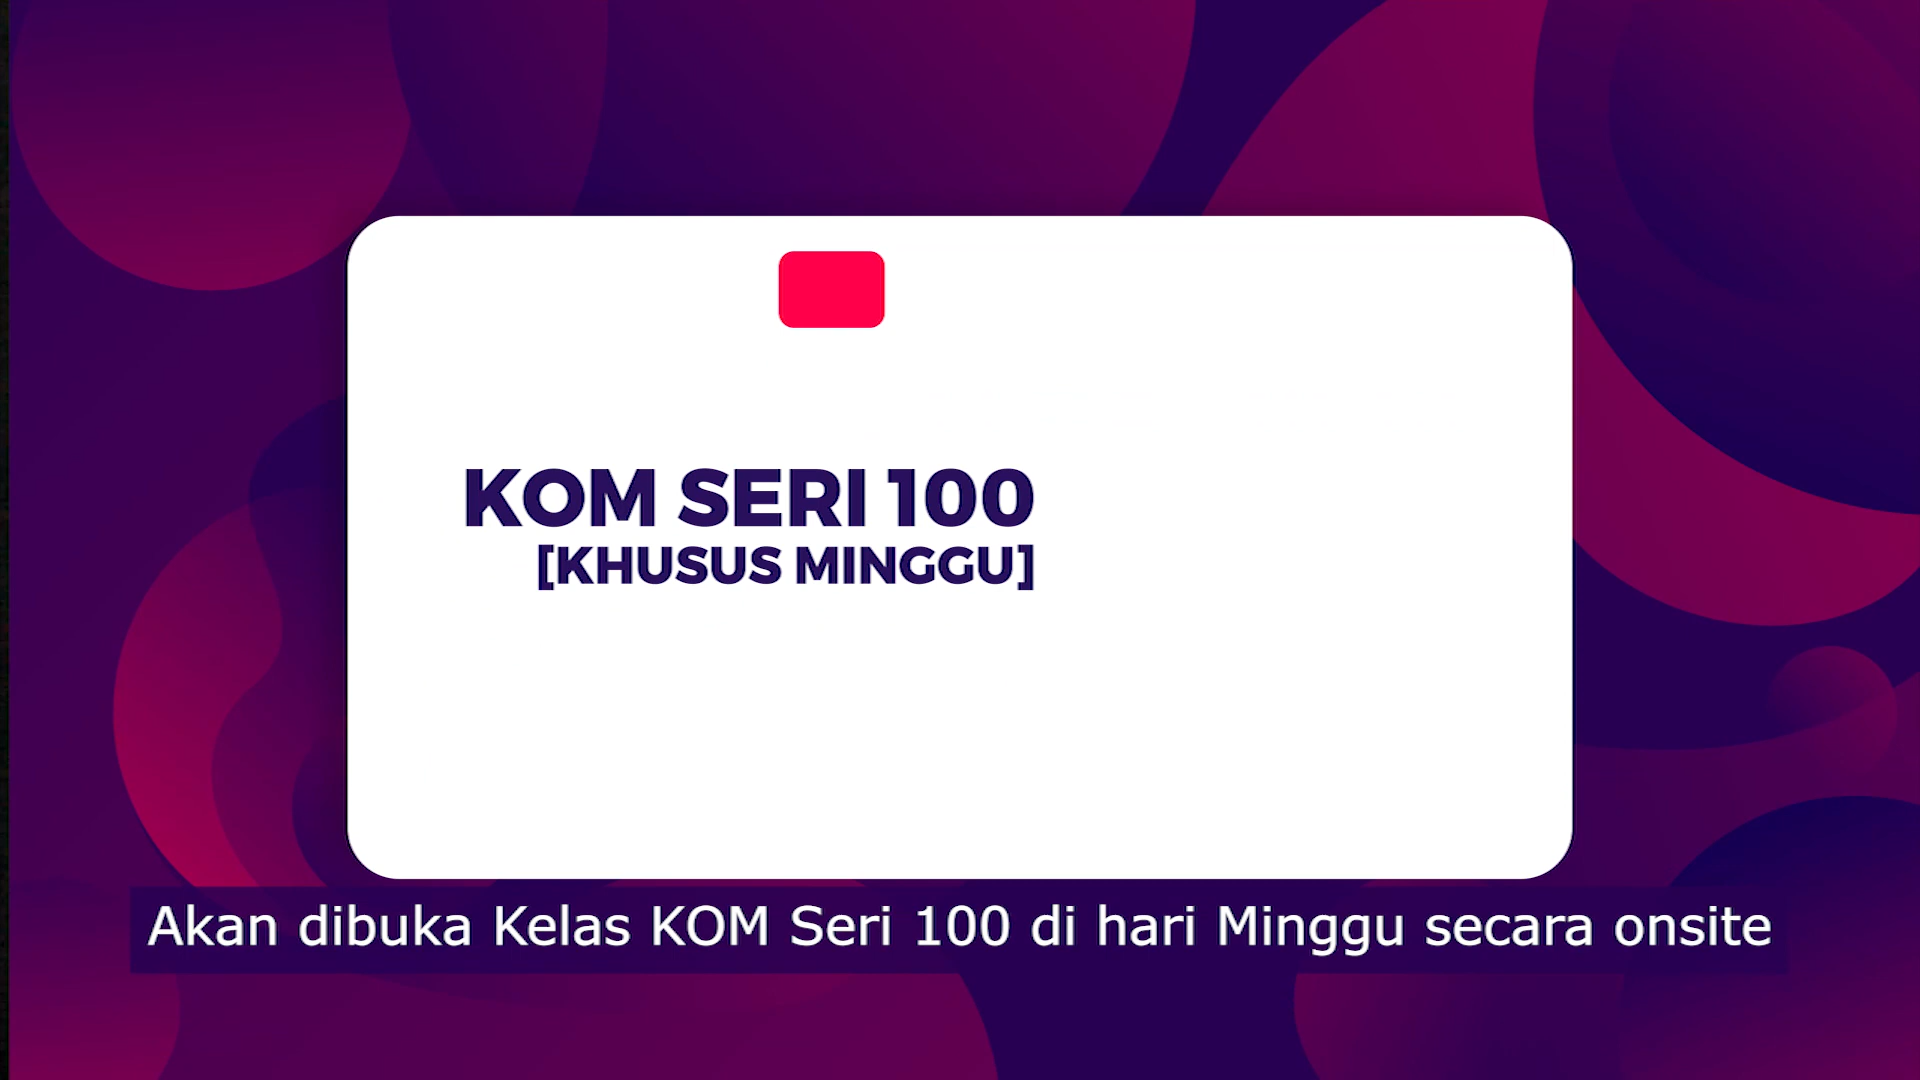 KOM SERI 100
[KHUSUS MINGGU]
Akan dibuka Kelas KOM Seri 100 di hari Minggu secara onsite